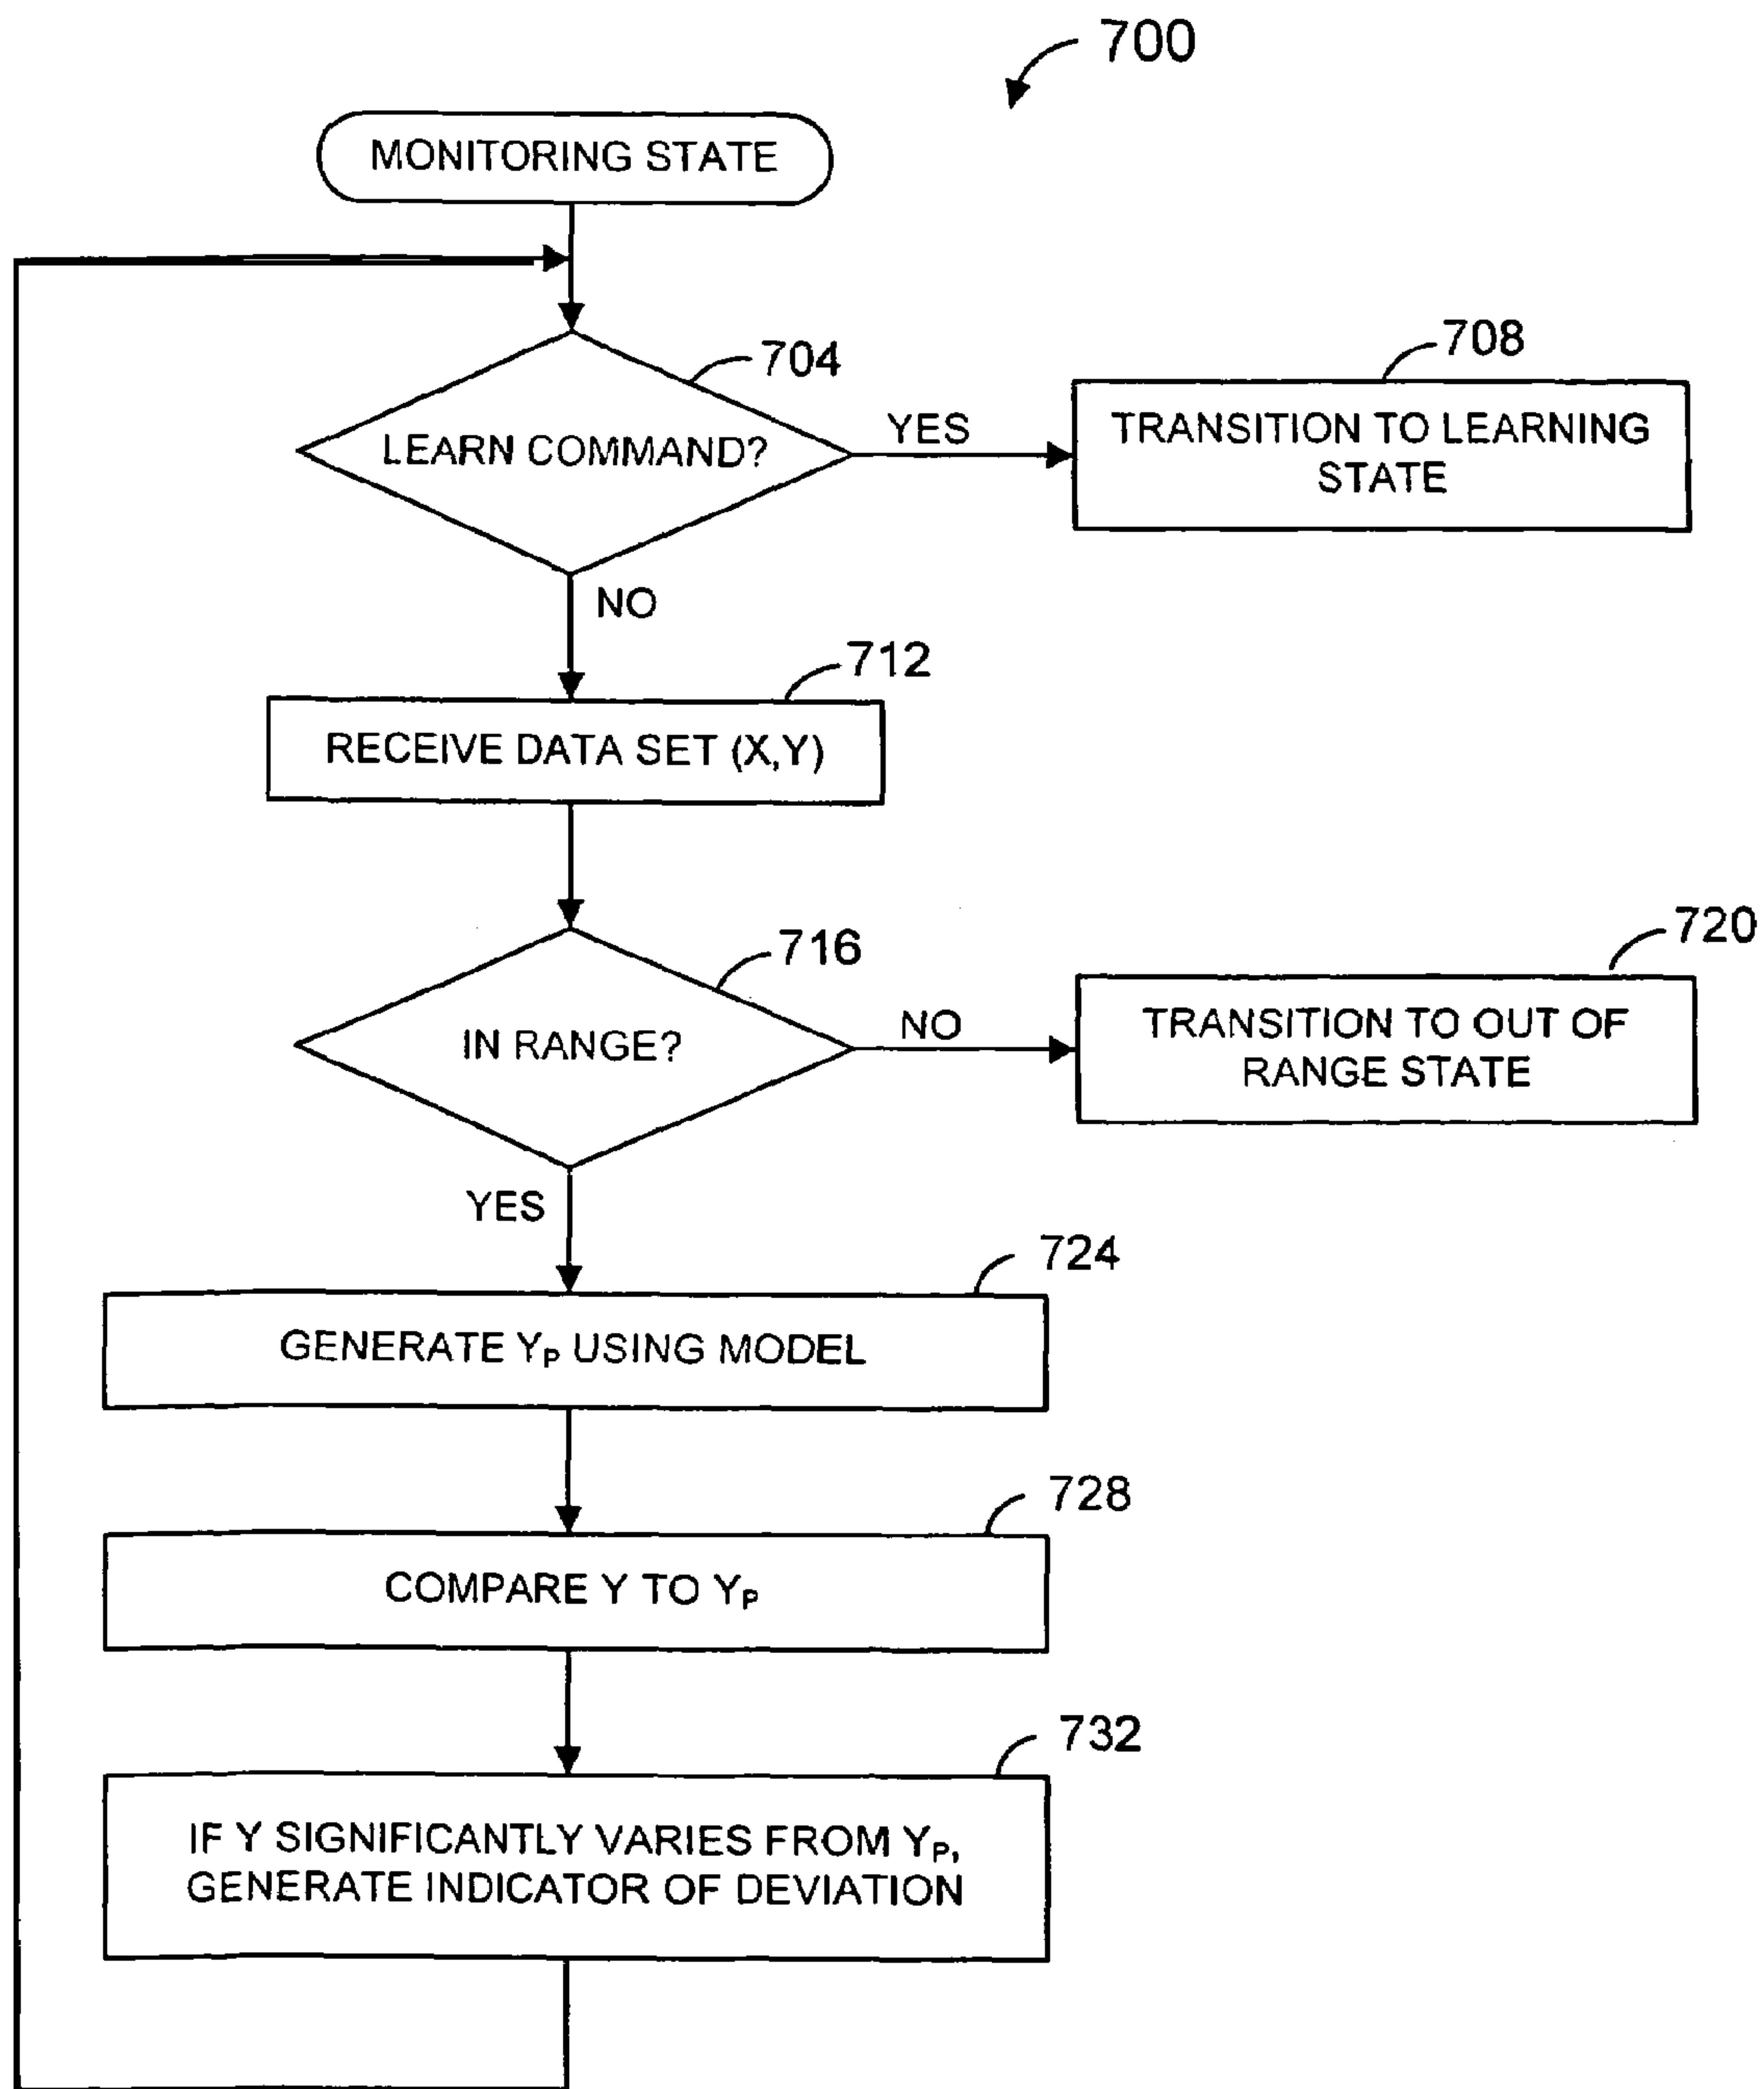 700
MONITORING STATE
704
LEARN COMMAND?
YES
708
TRANSITION TO LEARNING
STATE
NO
712
RECEIVE DATA SET (X,Y)
716
IN RANGE?
NO
720
TRANSITION TO OUT OF
RANGE STATE
YES
724
GENERATE Yₚ USING MODEL
728
COMPARE Y TO Yₚ
732
IF Y SIGNIFICANTLY VARIES FROM Yₚ,
GENERATE INDICATOR OF DEVIATION